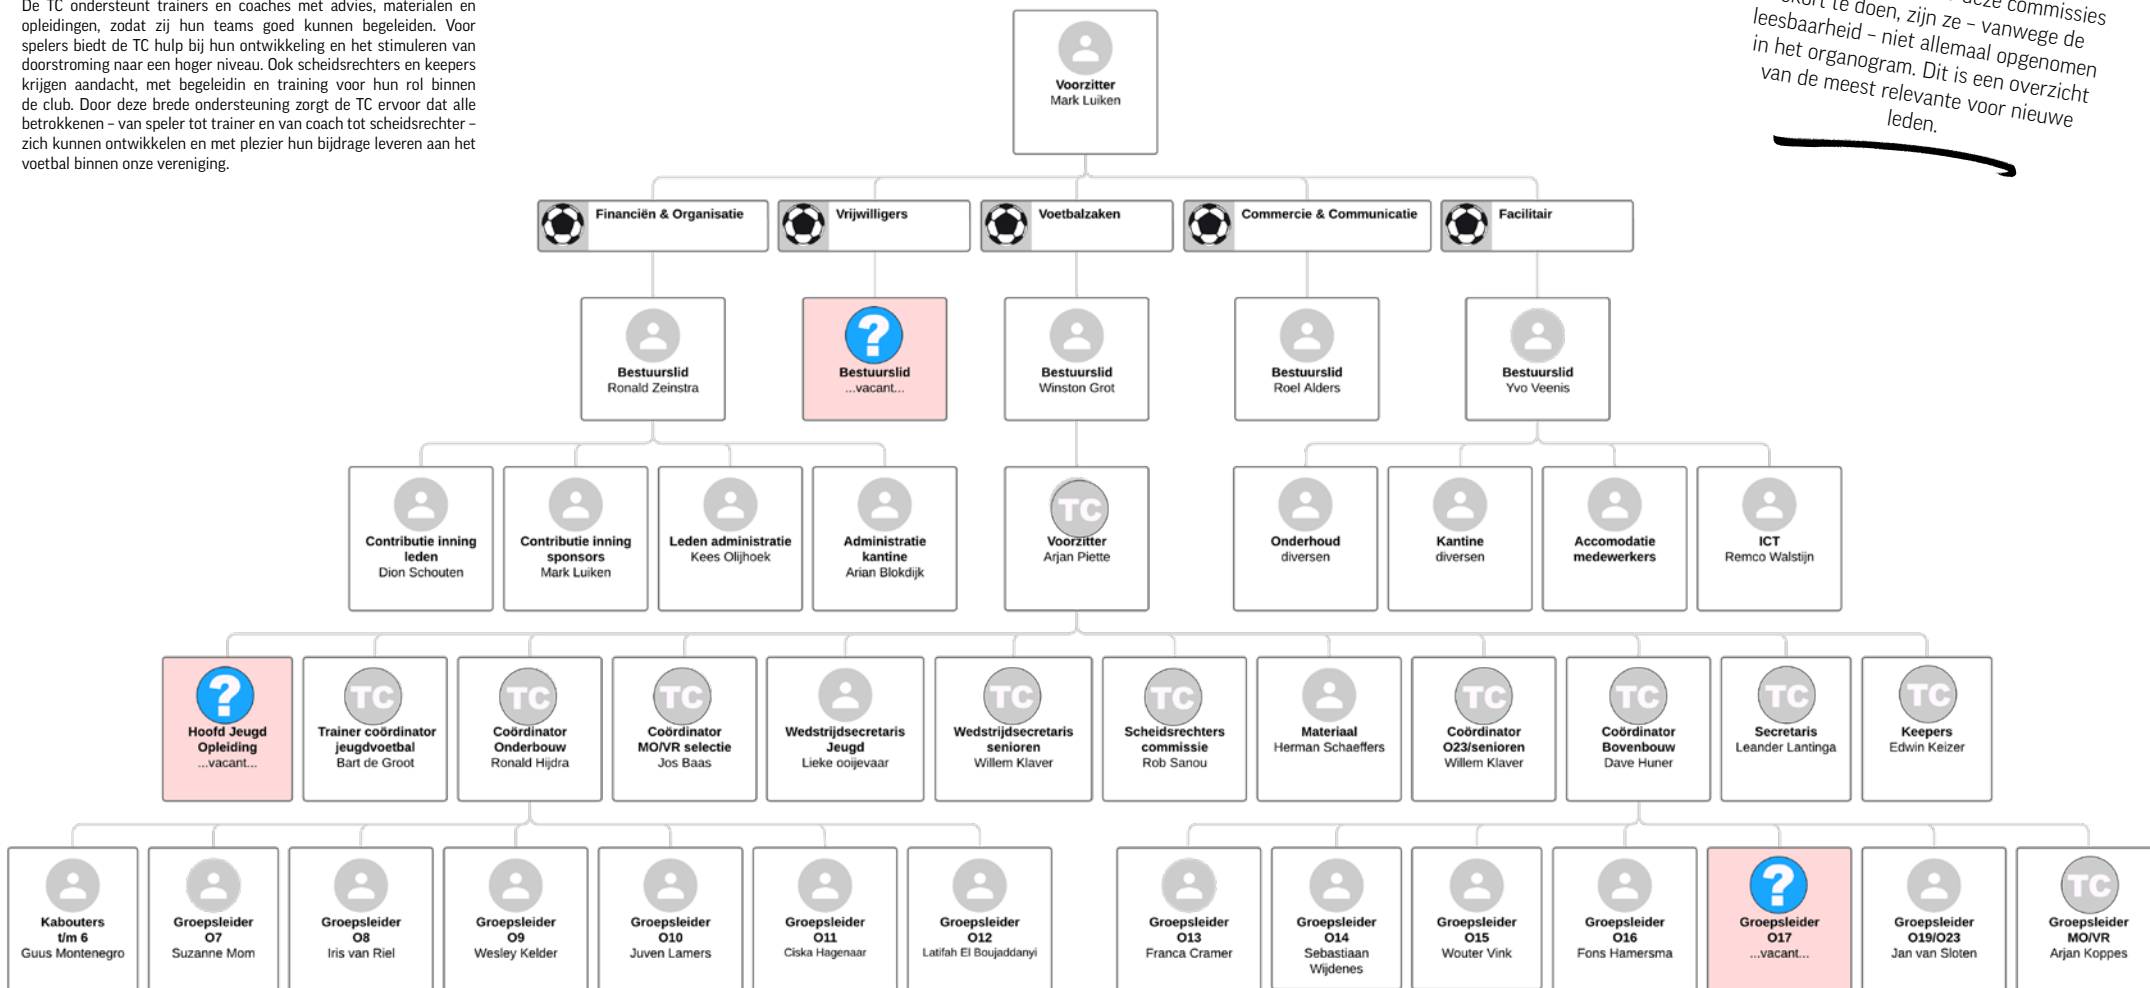 De TC ondersteunt trainers en coaches met advies, materialen en
opleidingen, zodat zij hun teams goed kunnen begeleiden. Voor
spelers biedt de TC hulp bij hun ontwikkeling en het stimuleren van
doorstroming naar een hoger niveau. Ook scheidsrechters en keepers
krijgen aandacht, met begeleidin en training voor hun rol binnen
de club. Door deze brede ondersteuning zorgt de TC ervoor dat alle
betrokkenen – van speler tot trainer en van coach tot scheidsrechter –
zich kunnen ontwikkelen en met plezier hun bijdrage leveren aan het
voetbal binnen onze vereniging.
deze commissies
te doen, zijn ze – vanwege de
leesbaarheid – niet allemaal opgenomen
in het organogram. Dit is een overzicht
van de meest relevante voor nieuwe
leden.
Voorzitter
Mark Luiken
Financiën & Organisatie
Vrijwilligers
Voetbalzaken
Commercie & Communicatie
Facilitair
Bestuurslid
Ronald Zeinstra
Bestuurslid
...vacant...
Bestuurslid
Winston Grot
Bestuurslid
Roel Alders
Bestuurslid
Yvo Veenis
Contributie inning
leden
Dion Schouten
Contributie inning
sponsors
Mark Luiken
Leden administratie
Kees Olijhoek
Administratie
kantine
Arian Blokdijk
TC
Voorzitter
Arjan Piette
Onderhoud
diversen
Kantine
diversen
Accomodatie
medewerkers
ICT
Remco Walstijn
Hoofd Jeugd
Opleiding
...vacant...
TC
Trainer coördinator
jeugdvoetbal
Bart de Groot
TC
Coördinator
Onderbouw
Ronald Hijdra
TC
Coördinator
MO/VR selectie
Jos Baas
Wedstrijdsecretaris
Jeugd
Lieke ooijevaar
TC
Wedstrijdsecretaris
senioren
Willem Klaver
TC
Scheidsrechters
commissie
Rob Sanou
Materiaal
Herman Schaeffers
TC
Coördinator
O23/senioren
Willem Klaver
TC
Coördinator
Bovenbouw
Dave Huner
TC
Secretaris
Leander Lantinga
TC
Keepers
Edwin Keizer
Kabouters
t/m 6
Guus Montenegro
Groepsleider
O7
Suzanne Mom
Groepsleider
O8
Iris van Riel
Groepsleider
O9
Wesley Kelder
Groepsleider
O10
Juven Lamers
Groepsleider
O11
Ciska Hagenaar
Groepsleider
O12
Latifah El Boujaddanyi
Groepsleider
O13
Franca Cramer
Groepsleider
O14
Sebastiaan
Wijdenes
Groepsleider
O15
Wouter Vink
Groepsleider
O16
Fons Hamersma
Groepsleider
O17
...vacant...
Groepsleider
O19/O23
Jan van Sloten
TC
Groepsleider
MO/VR
Arjan Koppes